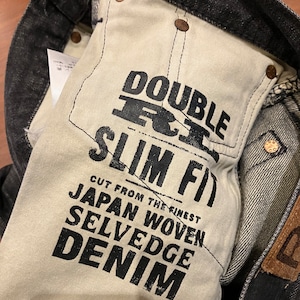 DOUBLE
RL
SLIM FIT
CUT FROM THE FINEST
JAPAN WOVEN
SELVEDGE
DENIM